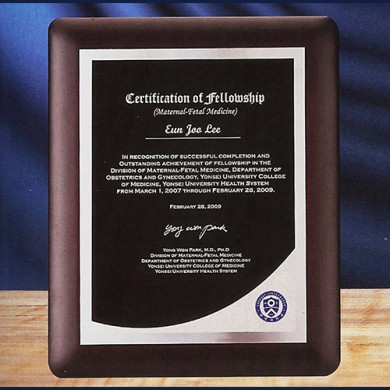 Certification of Fellowship
(Maternal-Fetal Medicine)
Eun Joo Lee
IN RECOGNITION OF SUCCESSFUL COMPLETION AND
OUTSTANDING ACHIEVEMENT OF FELLOWSHIP IN THE
DIVISION OF MATERNAL-FETAL MEDICINE, DEPARTMENT OF
OBSTETRICS AND GYNECOLOGY, YONSEI UNIVERSITY COLLEGE
OF MEDICINE, YONSEI UNIVERSITY HEALTH SYSTEM
FROM MARCH 1, 2007 THROUGH FEBRUARY 28, 2009.
FEBRUARY 28, 2009
Yong won Park
YONG WON PARK, M.D., PH.D
DIVISION OF MATERNAL-FETAL MEDICINE
DEPARTMENT OF OBSTETRICS AND GYNECOLOGY
YONSEI UNIVERSITY COLLEGE OF MEDICINE
YONSEI UNIVERSITY HEALTH SYSTEM